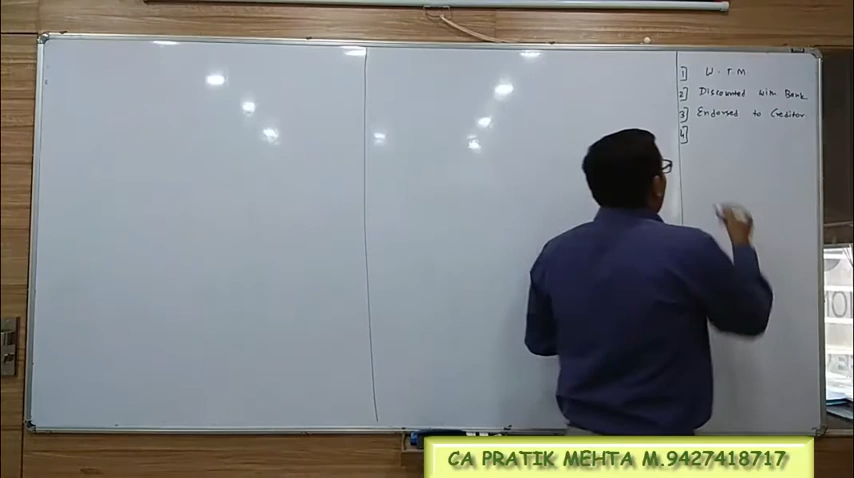 1] W.T.M
2] Discounted with Bank
3] Endorsed to Creditor
4]
CA PRATIK MEHTA M.9427418717